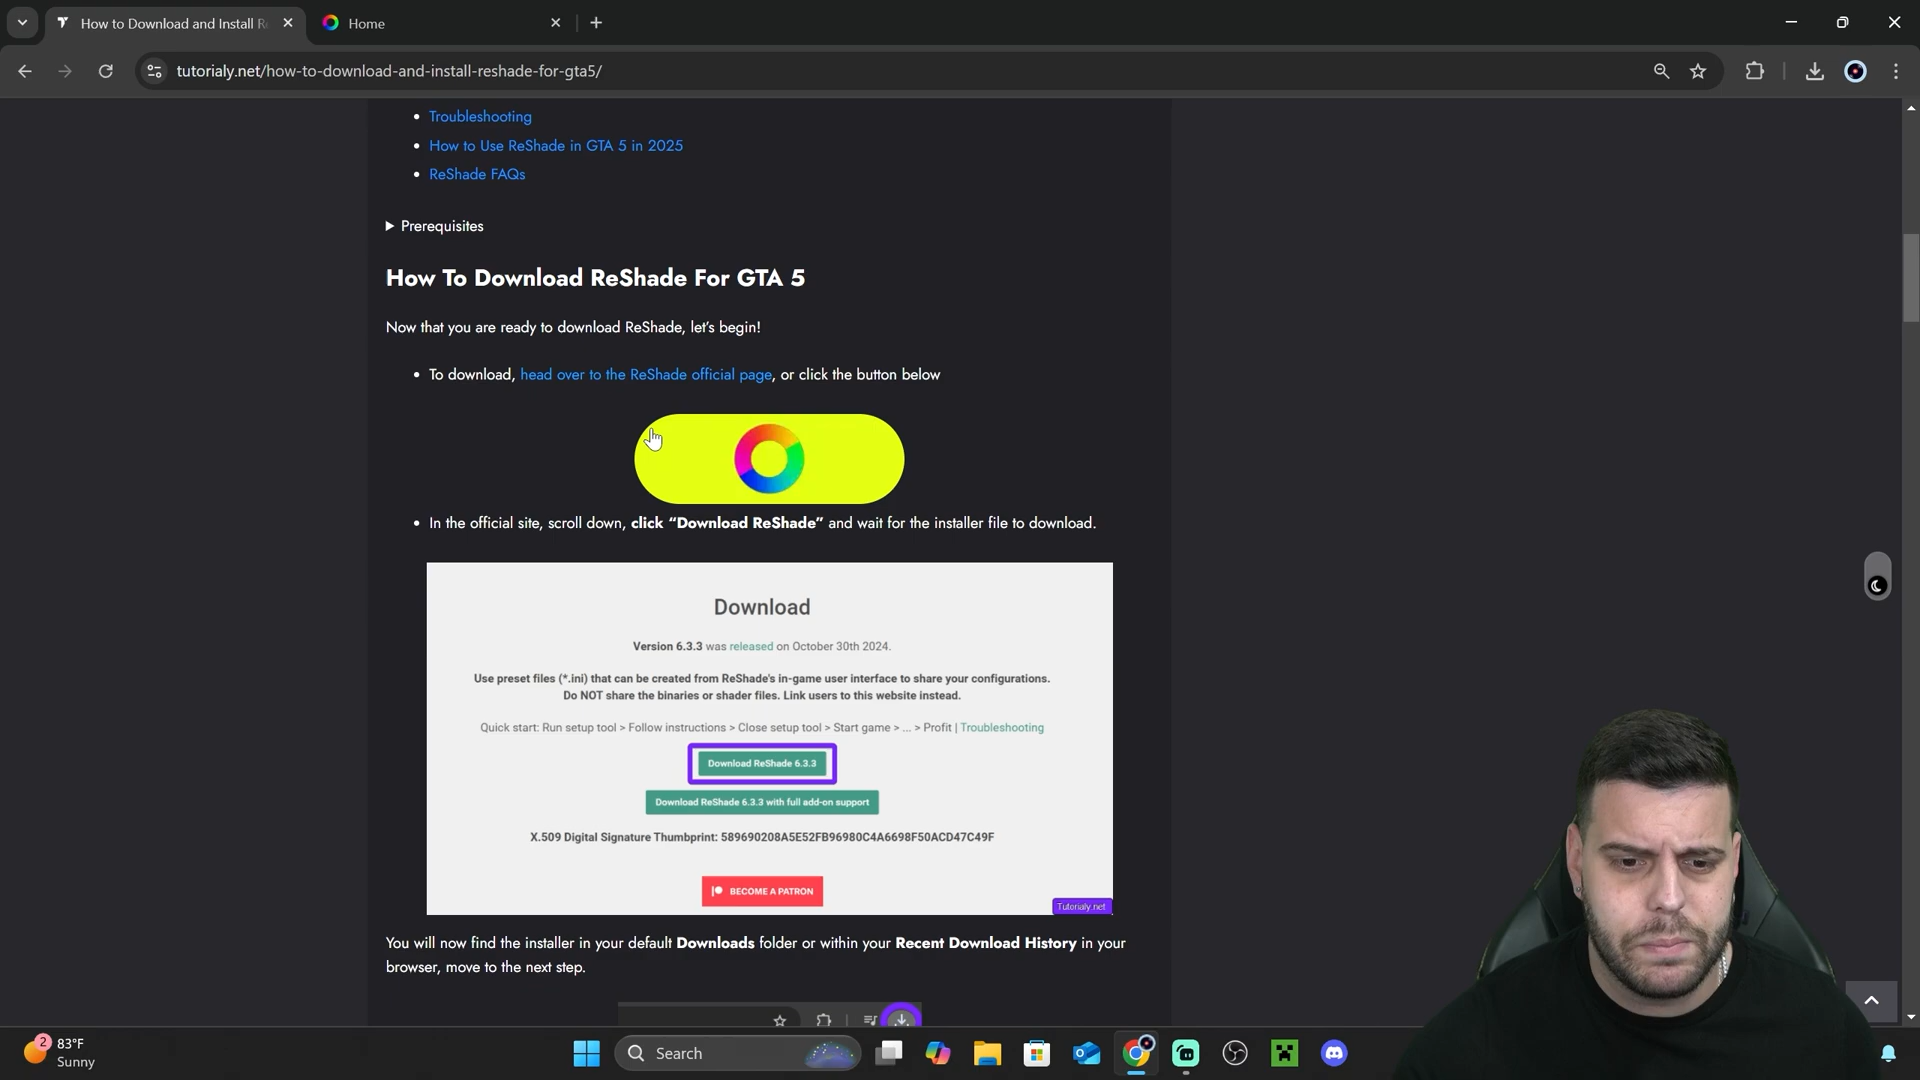 How to Download and Install Re
Home
tutorialy.net/how-to-download-and-install-reshade-for-gta5/
Troubleshooting
How to Use ReShade in GTA 5 in 2025
ReShade FAQs
Prerequisites
How To Download ReShade For GTA 5
Now that you are ready to download ReShade, let's begin!
To download, head over to the ReShade official page, or click the button below
In the official site, scroll down, click “Download ReShade” and wait for the installer file to download.
Download
Version 6.3.3 was released on October 30th 2024.
Use preset files (*.ini) that can be created from ReShade's in-game user interface to share your configurations.
Do NOT share the binaries or shader files. Link users to this website instead.
Quick start: Run setup tool > Follow instructions > Close setup tool > Start game > ... > Profit | Troubleshooting
Download ReShade 6.3.3
Download ReShade 6.3.3 with full add-on support
X.509 Digital Signature Thumbprint: 589690208A5E52FB96980C4A6698F50ACD47C49F
BECOME A PATRON
Tutorialy.net
You will now find the installer in your default Downloads folder or within your Recent Download History in your
browser, move to the next step.
2
83°F
Sunny
Search